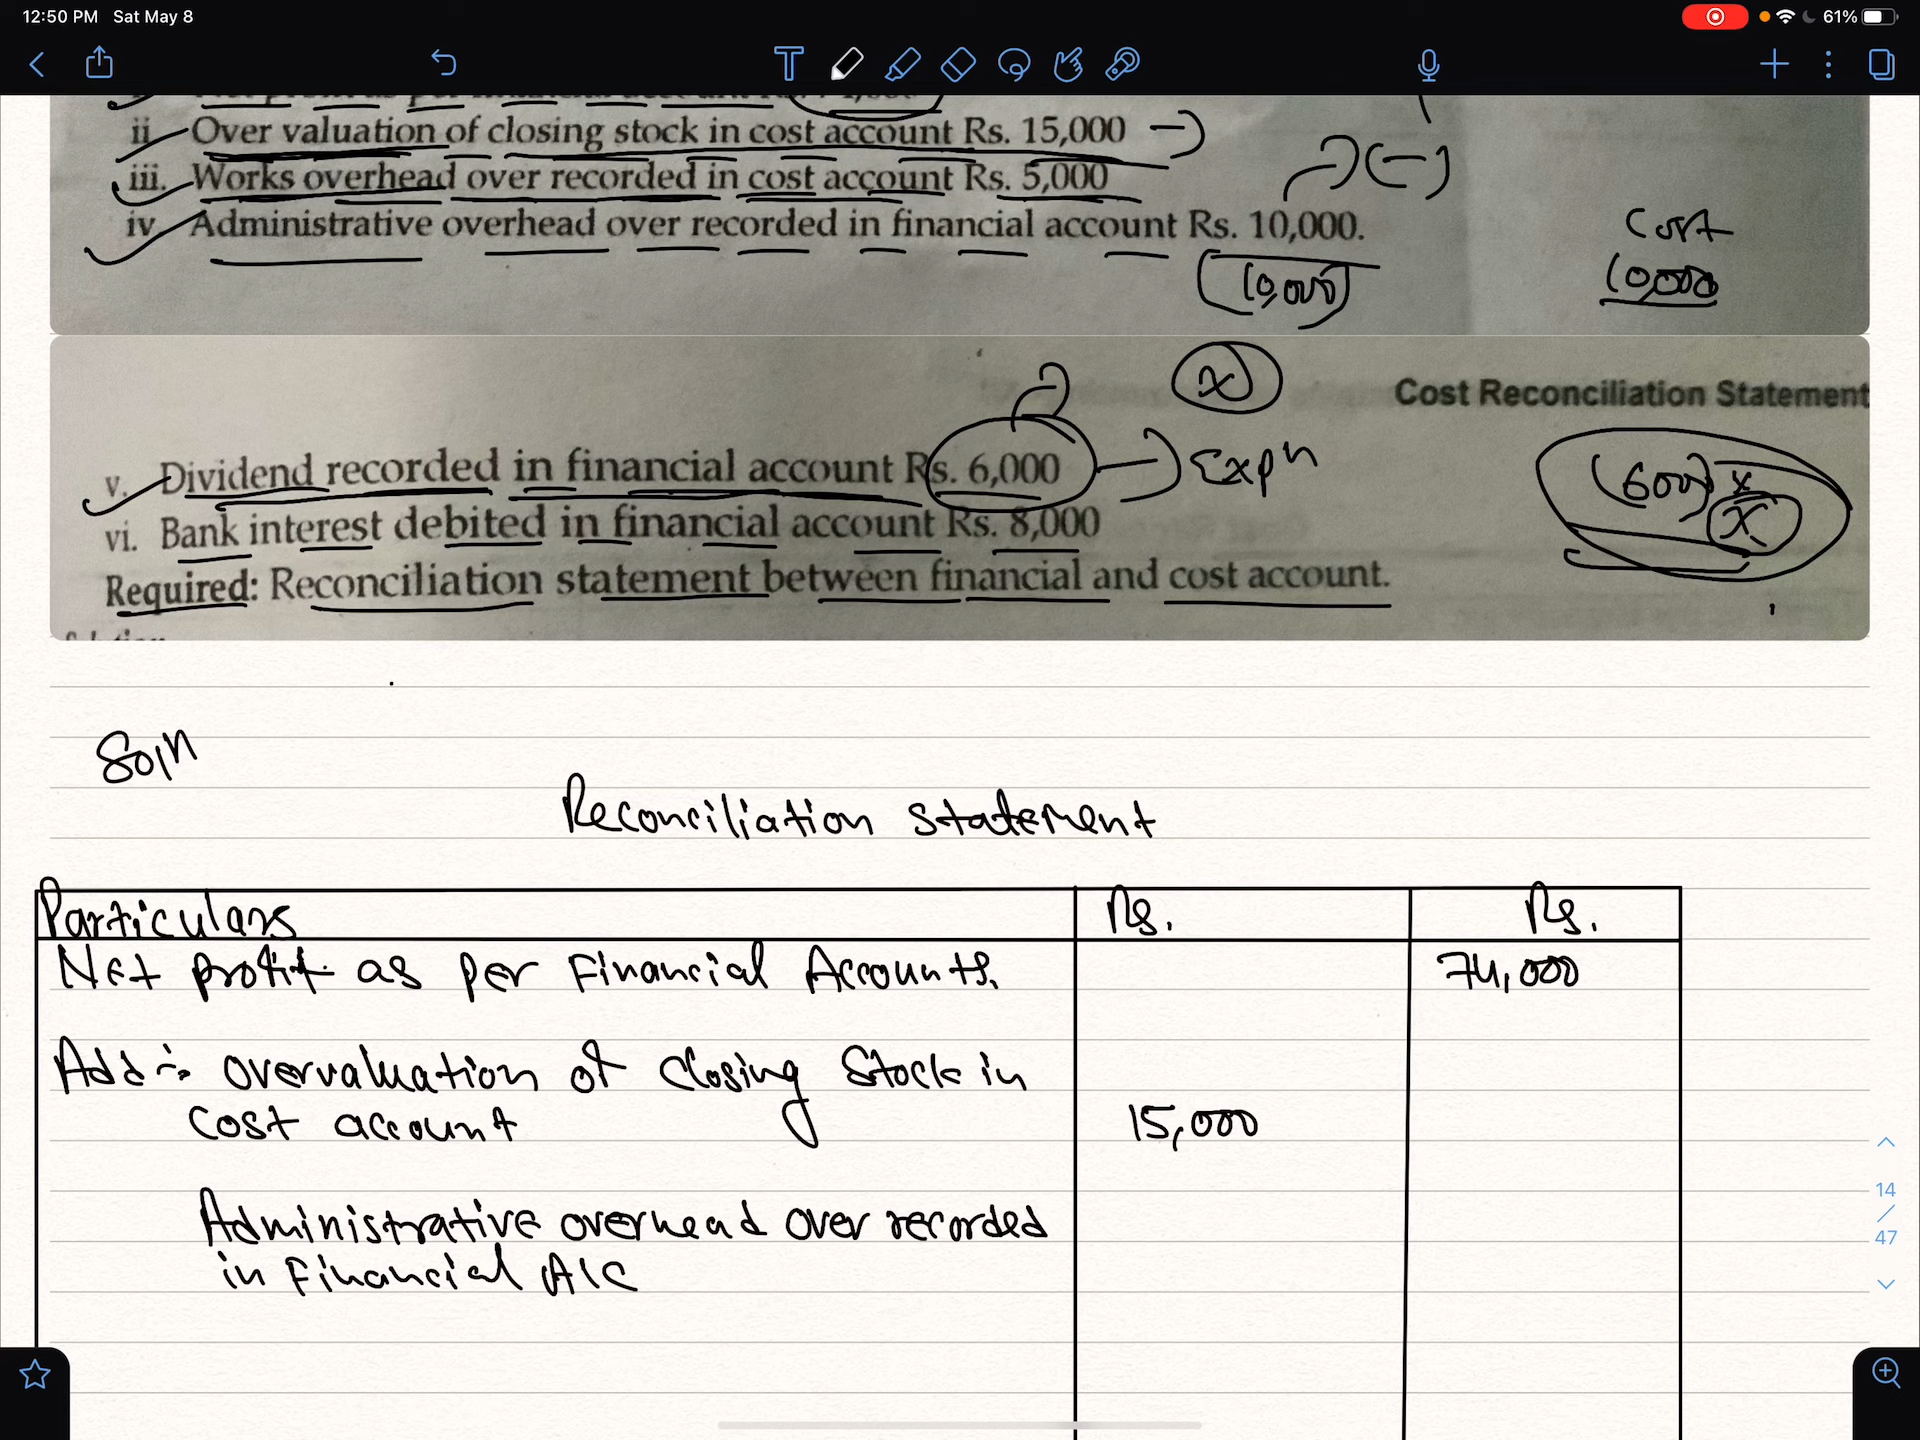 12:50 PM Sat May 8
61%
ii. Over valuation of closing stock in cost account Rs. 15,000
(-)
iii. Works overhead over recorded in cost account Rs. 5,000
iv. Administrative overhead over recorded in financial account Rs. 10,000.
Cost
(10,000)
10,000
x
Cost Reconciliation Statement
v. Dividend recorded in financial account Rs. 6,000
Expn
x
x
vi. Bank interest debited in financial account Rs. 8,000
Required: Reconciliation statement between financial and cost account.
Soln
Reconciliation statement
Particulars Rs. Rs.
Net profit as per Financial Accounts. 74,000
Add:- overvaluation of closing Stock in
cost account 15,000
Administrative overhead over recorded
in Financial A/C
14
/
47